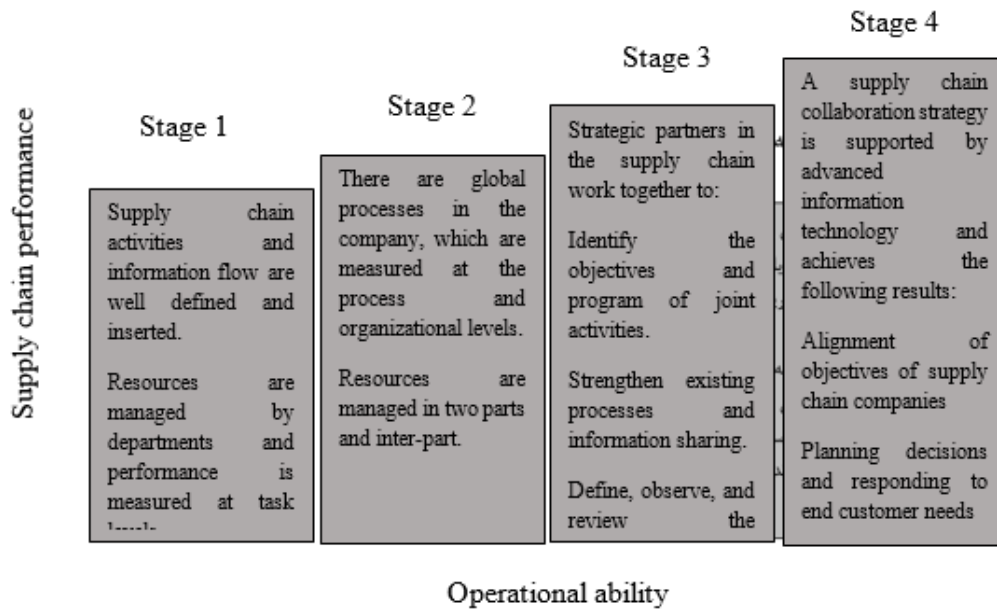 Stage 4
Stage 3
Stage 2
Stage 1
Supply chain performance
Supply chain
activities and
information flow are
well defined and
inserted.
Resources are
managed by
departments and
performance is
measured at task
There are global
processes in the
company, which are
measured at the
process and
organizational levels.
Resources are
managed in two parts
and inter-part.
Strategic partners in
the supply chain
work together to:
Identify the
objectives and
program of joint
activities.
Strengthen existing
processes and
information sharing.
Define, observe, and
review the
A supply chain
collaboration strategy
is supported by
advanced
information
technology and
achieves the
following results:
Alignment of
objectives of supply
chain companies
Planning decisions
and responding to
end customer needs
Operational ability